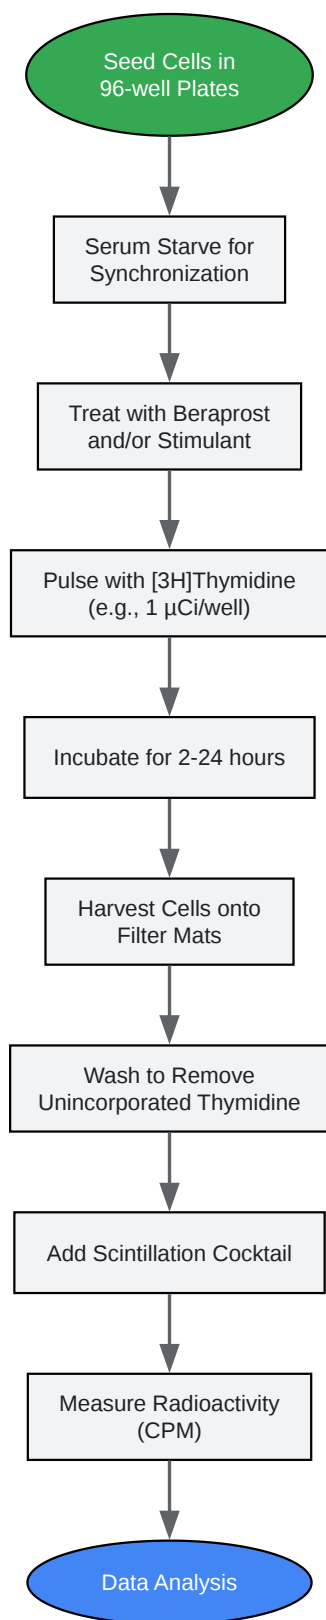 Seed Cells in
96-well Plates
Serum Starve for
Synchronization
Treat with Beraprost
and/or Stimulant
Pulse with [3H]Thymidine
(e.g., 1 µCi/well)
Incubate for 2-24 hours
Harvest Cells onto
Filter Mats
Wash to Remove
Unincorporated Thymidine
Add Scintillation Cocktail
Measure Radioactivity
(CPM)
Data Analysis